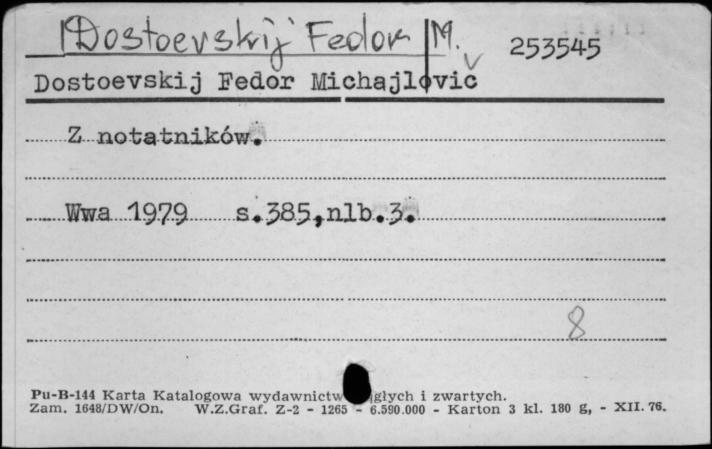 Dostoevskij Fedor M.
253545
Dostoevskij Fedor Michajlovic
Z notatników.
Wwa 1979 s.385,nlb.3.
8
Pu-B-144 Karta Katalogowa wydawnictw głych i zwartych.
Zam. 1648/DW/On. W.Z.Graf. Z-2 - 1265 - 6.590.000 - Karton 3 kl. 180 g, - XII. 76.